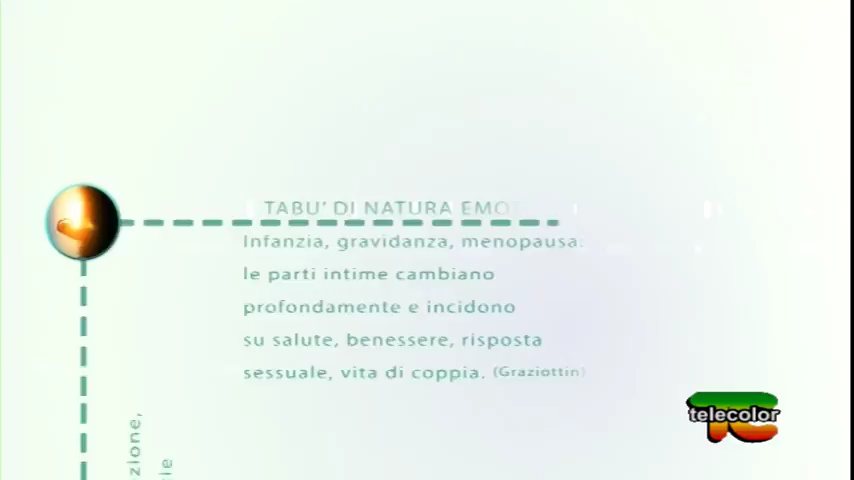 TABU' DI NATURA EMO
Infanzia, gravidanza, menopausa:
le parti intime cambiano
profondamente e incidono
su salute, benessere, risposta
sessuale, vita di coppia. (Graziottin)
telecolor